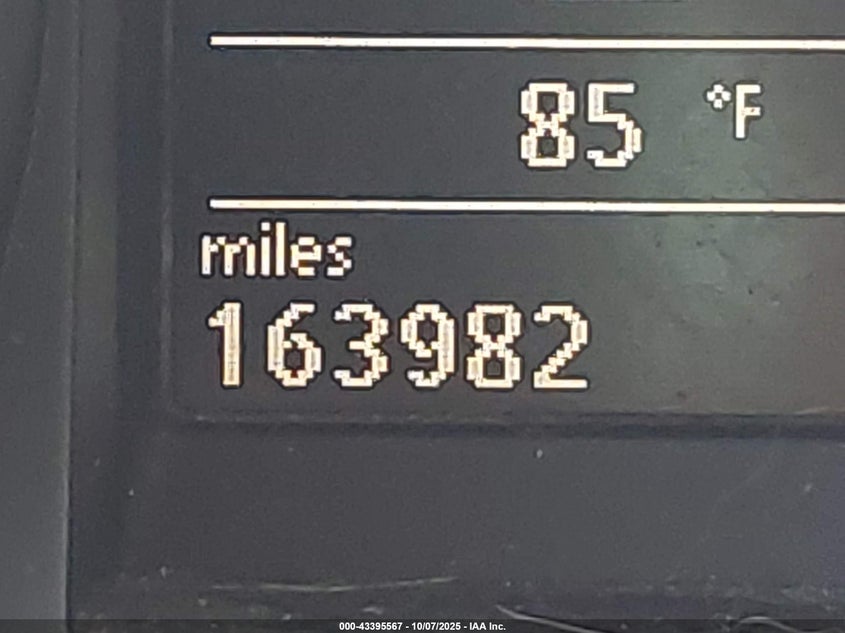 85 °F
miles
163982
000-43395567 - 10/07/2025 - IAA Inc.